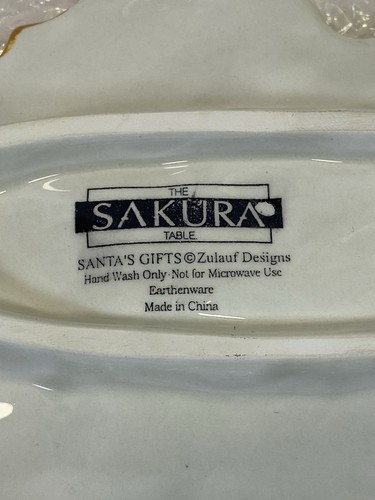 THE
SAKURA
TABLE
SANTA'S GIFTS ©Zulauf Designs
Hand Wash Only · Not for Microwave Use
Earthenware
Made in China